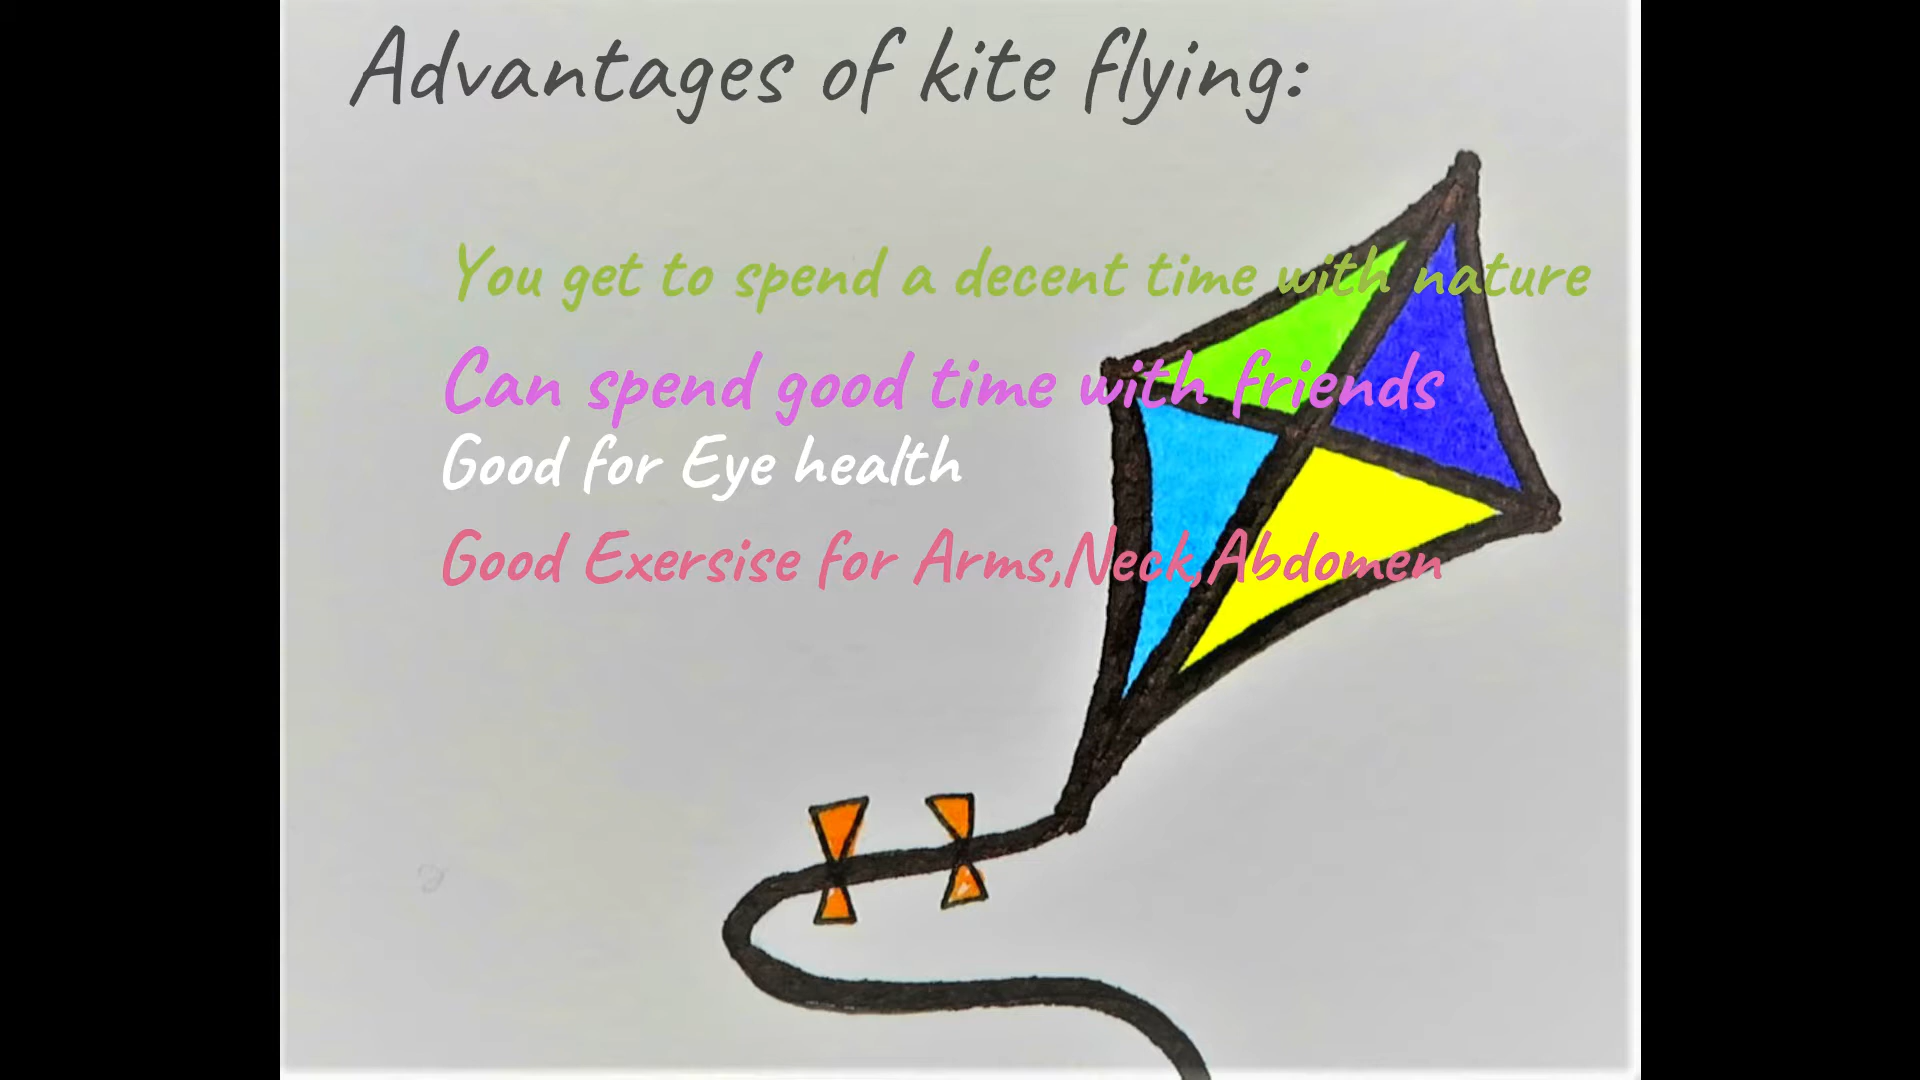 Advantages of kite flying:
You get to spend a decent time with nature
Can spend good time with friends
Good for Eye health
Good Exersise for Arms,Neck,Abdomen